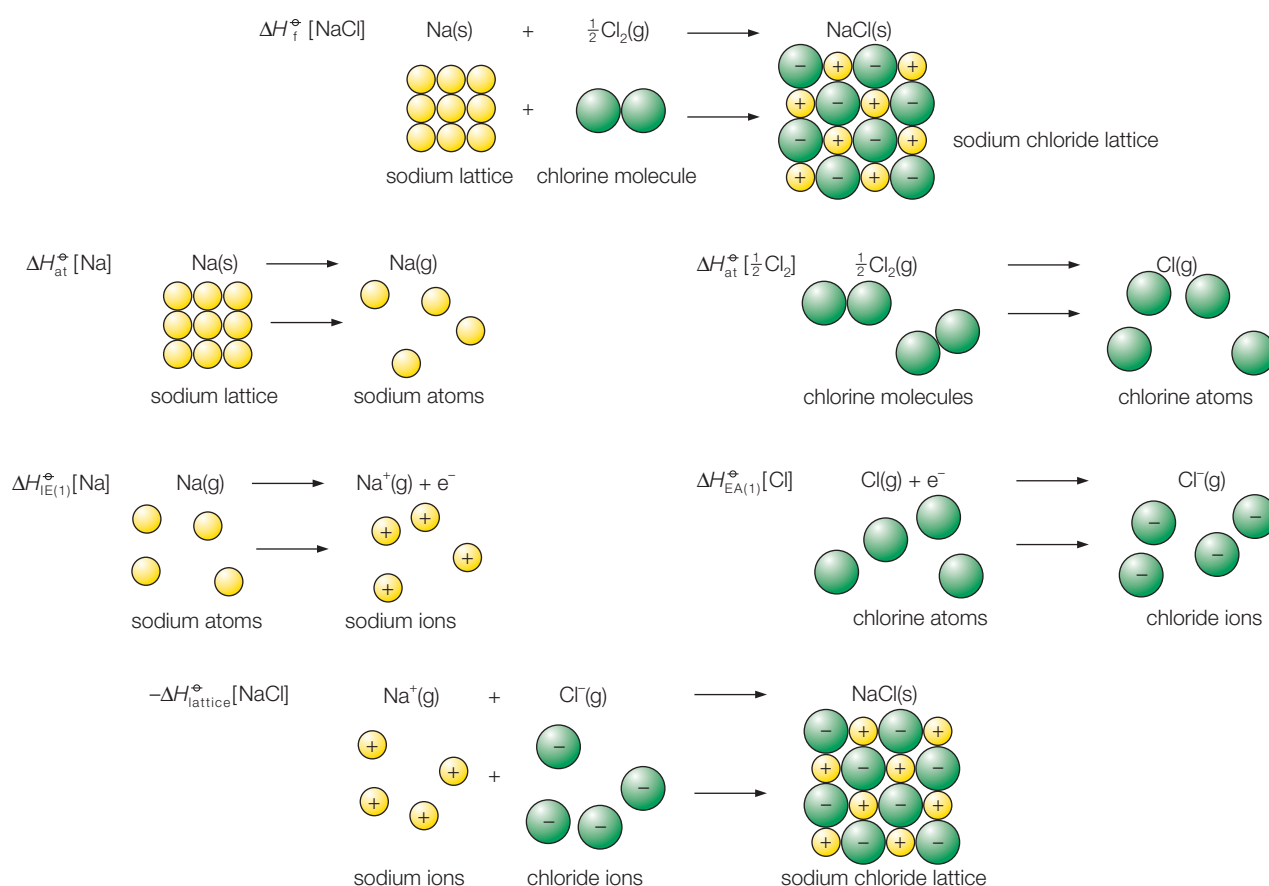 ΔH⦵f [NaCl] Na(s) + ½Cl₂(g) NaCl(s)
+
sodium lattice chlorine molecule sodium chloride lattice
ΔH⦵at [Na] Na(s) Na(g)
sodium lattice sodium atoms
ΔH⦵at [½Cl₂] ½Cl₂(g) Cl(g)
chlorine molecules chlorine atoms
ΔH⦵IE(1) [Na] Na(g) Na⁺(g) + e⁻
sodium atoms sodium ions
ΔH⦵EA(1) [Cl] Cl(g) + e⁻ Cl⁻(g)
chlorine atoms chloride ions
–ΔH⦵lattice [NaCl] Na⁺(g) + Cl⁻(g) NaCl(s)
+
sodium ions chloride ions sodium chloride lattice